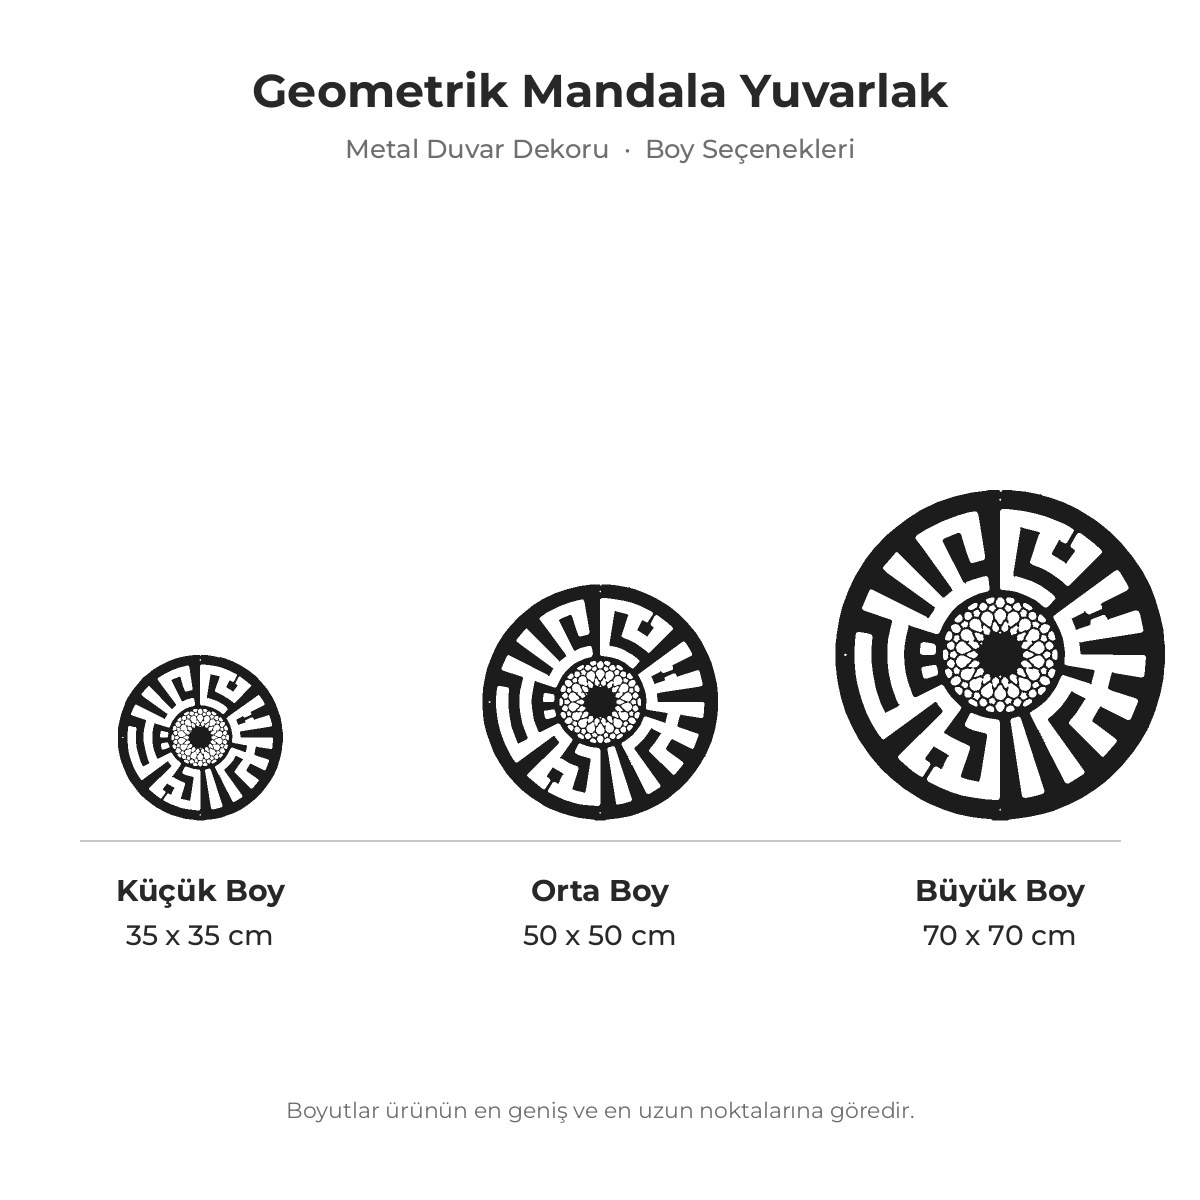 Geometrik Mandala Yuvarlak
Metal Duvar Dekoru · Boy Seçenekleri
Küçük Boy
35 x 35 cm
Orta Boy
50 x 50 cm
Büyük Boy
70 x 70 cm
Boyutlar ürünün en geniş ve en uzun noktalarına göredir.